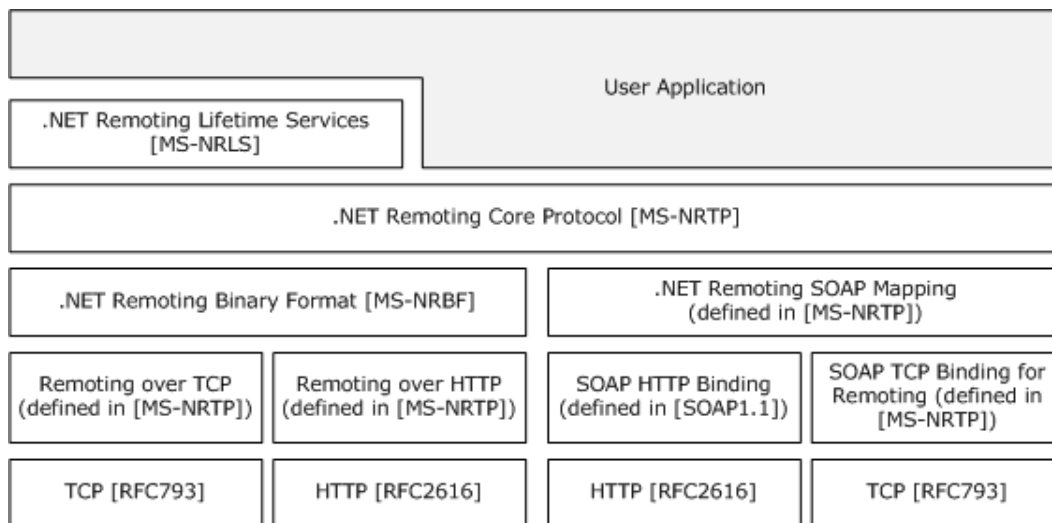 User Application
.NET Remoting Lifetime Services
[MS-NRLS]
.NET Remoting Core Protocol [MS-NRTP]
.NET Remoting Binary Format [MS-NRBF]
.NET Remoting SOAP Mapping
(defined in [MS-NRTP])
Remoting over TCP
(defined in [MS-NRTP])
Remoting over HTTP
(defined in [MS-NRTP])
SOAP HTTP Binding
(defined in [SOAP1.1])
SOAP TCP Binding for
Remoting (defined in
[MS-NRTP])
TCP [RFC793]
HTTP [RFC2616]
HTTP [RFC2616]
TCP [RFC793]